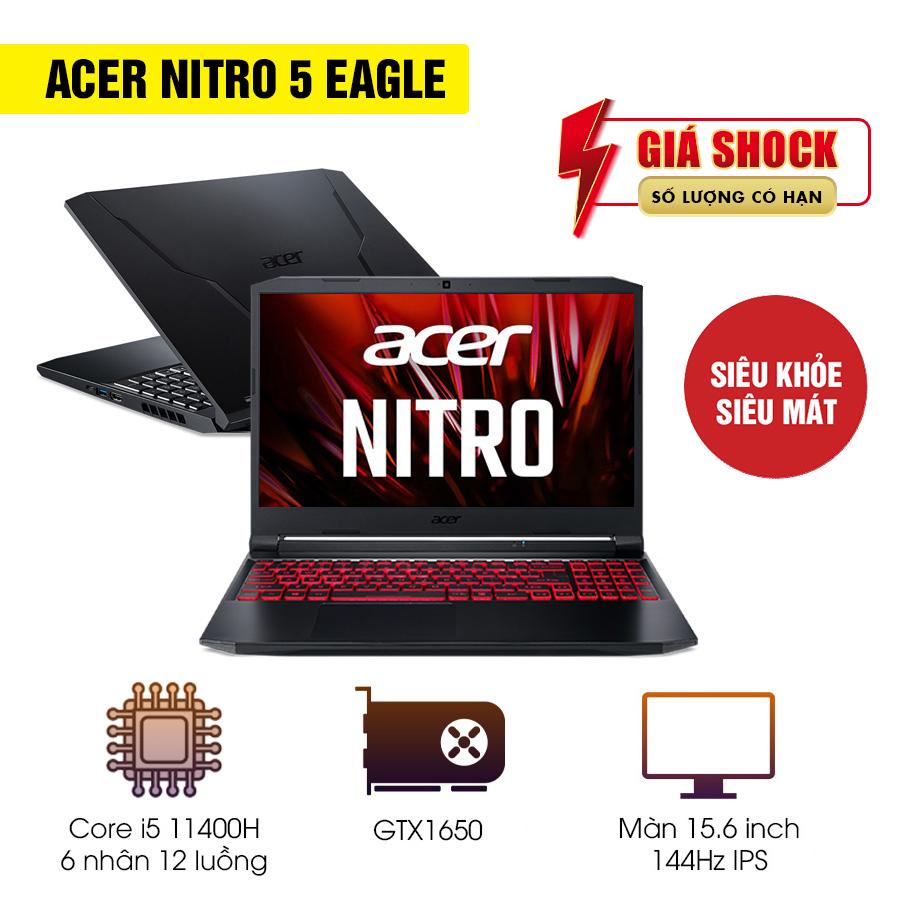 ACER NITRO 5 EAGLE
GIÁ SHOCK
SỐ LƯỢNG CÓ HẠN
acer
acer
NITRO
SIÊU KHỎE
SIÊU MÁT
acer
Core i5 11400H
6 nhân 12 luồng
GTX1650
Màn 15.6 inch
144Hz IPS